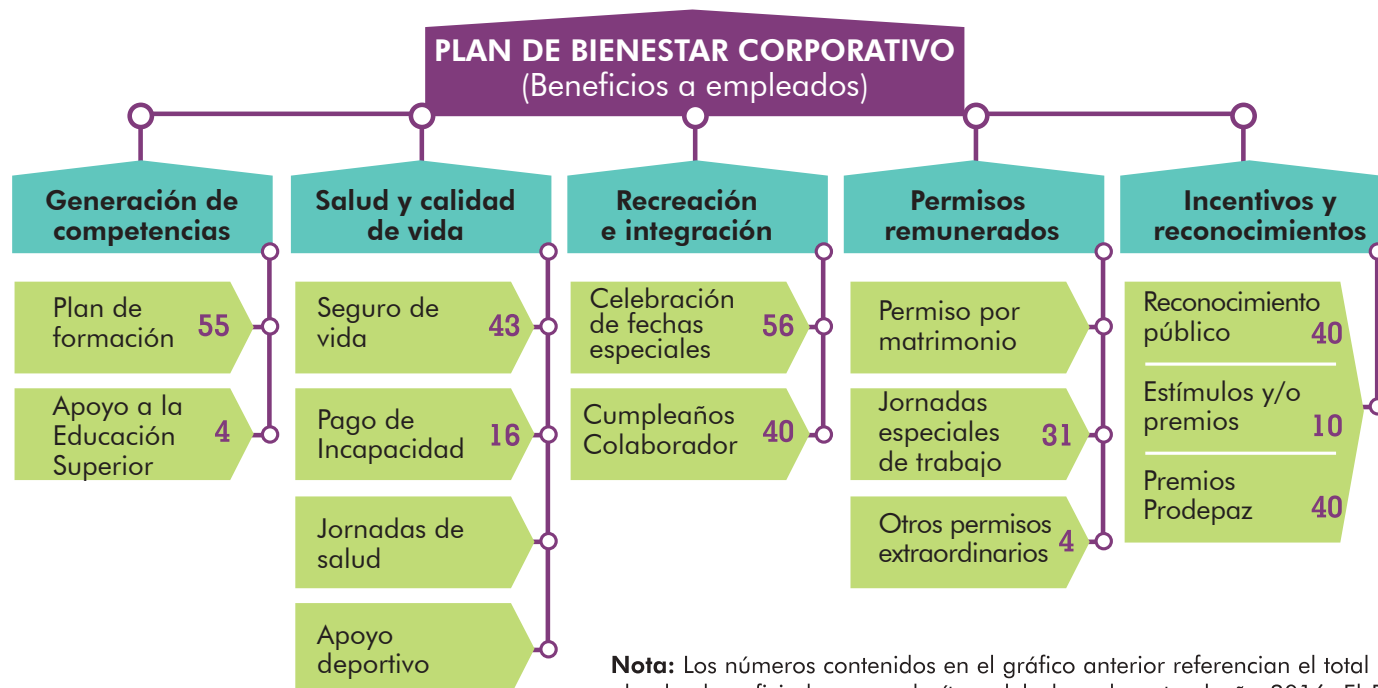 PLAN DE BIENESTAR CORPORATIVO
(Beneficios a empleados)
Generación de
competencias
Plan de
formación 55
Apoyo a la
Educación 4
Superior
Salud y calidad
de vida
Seguro de
vida 43
Pago de
Incapacidad 16
Jornadas de
salud
Apoyo
deportivo
Recreación
e integración
Celebración
de fechas 56
especiales
Cumpleaños
Colaborador 40
Permisos
remunerados
Permiso por
matrimonio
Jornadas
especiales 31
de trabajo
Otros permisos
extraordinarios 4
Incentivos y
reconocimientos
Reconocimiento
público 40
Estímulos y/o
premios 10
Premios
Prodepaz 40
Nota: Los números contenidos en el gráfico anterior referencian el total